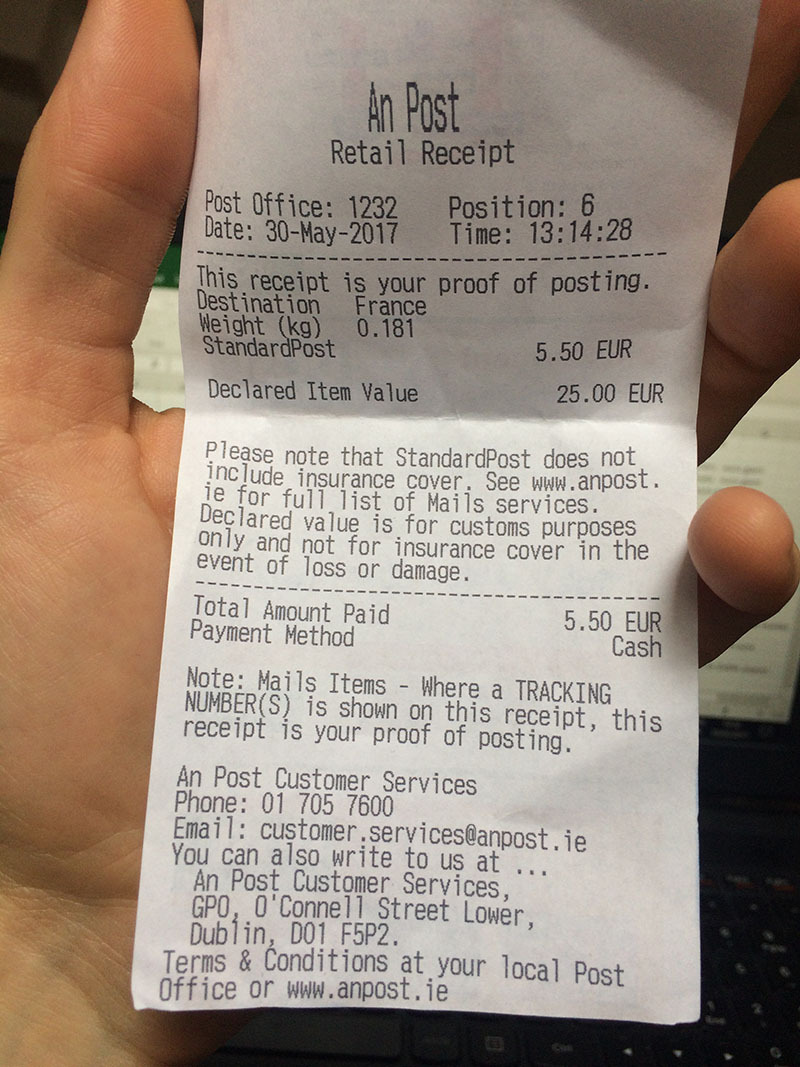 An Post
Retail Receipt
Post Office: 1232 Position: 6
Date: 30-May-2017 Time: 13:14:28
This receipt is your proof of posting.
Destination France
Weight (kg) 0.181
StandardPost 5.50 EUR
Declared Item Value 25.00 EUR
Please note that StandardPost does not
include insurance cover. See www.anpost.
ie for full list of Mails services.
Declared value is for customs purposes
only and not for insurance cover in the
event of loss or damage.
Total Amount Paid 5.50 EUR
Payment Method Cash
Note: Mails Items - Where a TRACKING
NUMBER(S) is shown on this receipt, this
receipt is your proof of posting.
An Post Customer Services
Phone: 01 705 7600
Email: customer.services@anpost.ie
You can also write to us at ...
An Post Customer Services,
GPO, O'Connell Street Lower,
Dublin, D01 F5P2.
Terms & Conditions at your local Post
Office or www.anpost.ie